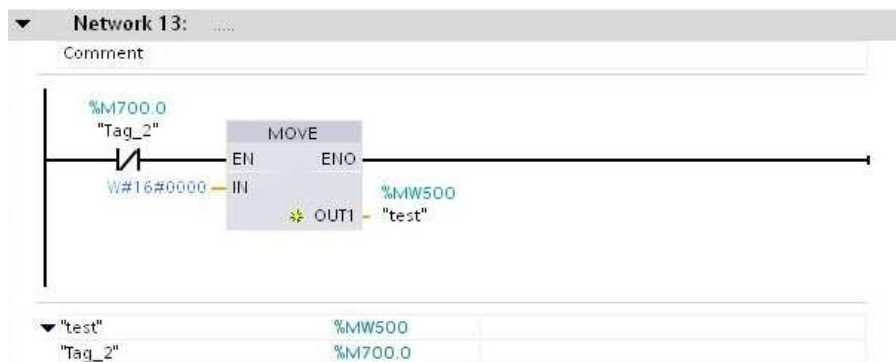 Network 13: .....
Comment
%M700.0
"Tag_2"
MOVE
EN ENO
W#16#0000 IN
%MW500
OUT1 "test"
"test" %MW500
"Tag_2" %M700.0